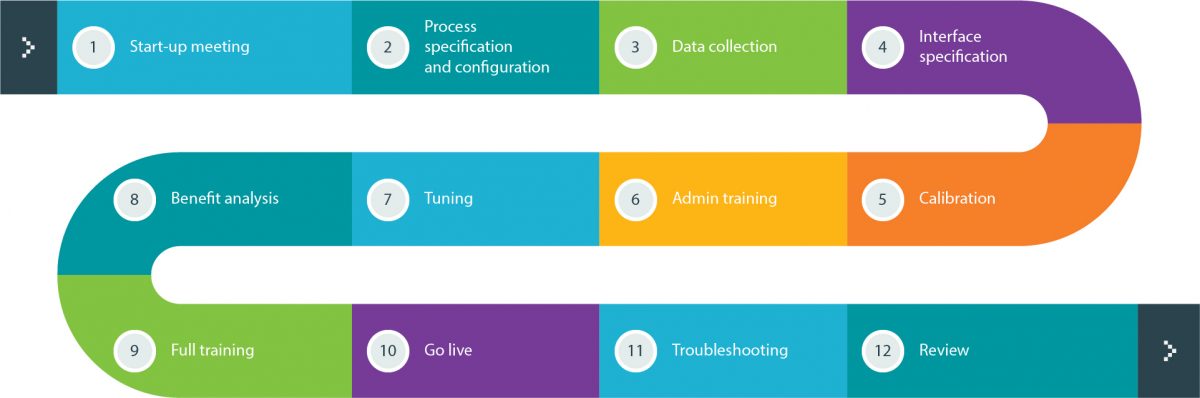 1 Start-up meeting
2 Process
specification
and configuration
3 Data collection
4 Interface
specification
5 Calibration
6 Admin training
7 Tuning
8 Benefit analysis
9 Full training
10 Go live
11 Troubleshooting
12 Review